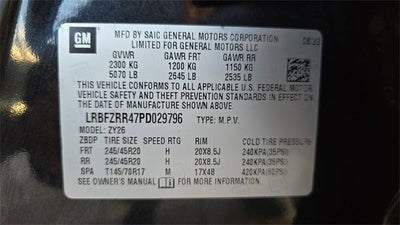 GM
MFD BY SAIC GENERAL MOTORS CORPORATION
LIMITED FOR GENERAL MOTORS LLC
GVWR GAWR FRT GAWR RR
2300 KG 1200 KG 1150 KG
5070 LB 2645 LB 2535 LB
THIS VEHICLE CONFORMS TO ALL APPLICABLE U.S. FEDERAL MOTOR
VEHICLE SAFETY AND THEFT PREVENTION STANDARDS IN EFFECT
ON THE DATE OF MANUFACTURE SHOWN ABOVE.
LRBFZRR47PD029796 TYPE: M.P.V.
MODEL: ZY26
ZBDP TIRE SIZE SPEED RTG RIM COLD TIRE PRESSURE
FRT 245/45R20 H 20X8.5J 240KPA(35PSI)
RR 245/45R20 H 20X8.5J 240KPA(35PSI)
SPA T145/70R17 M 17X4B 420KPA(60PSI)
SEE OWNER'S MANUAL FOR ADDITIONAL INFORMATION.